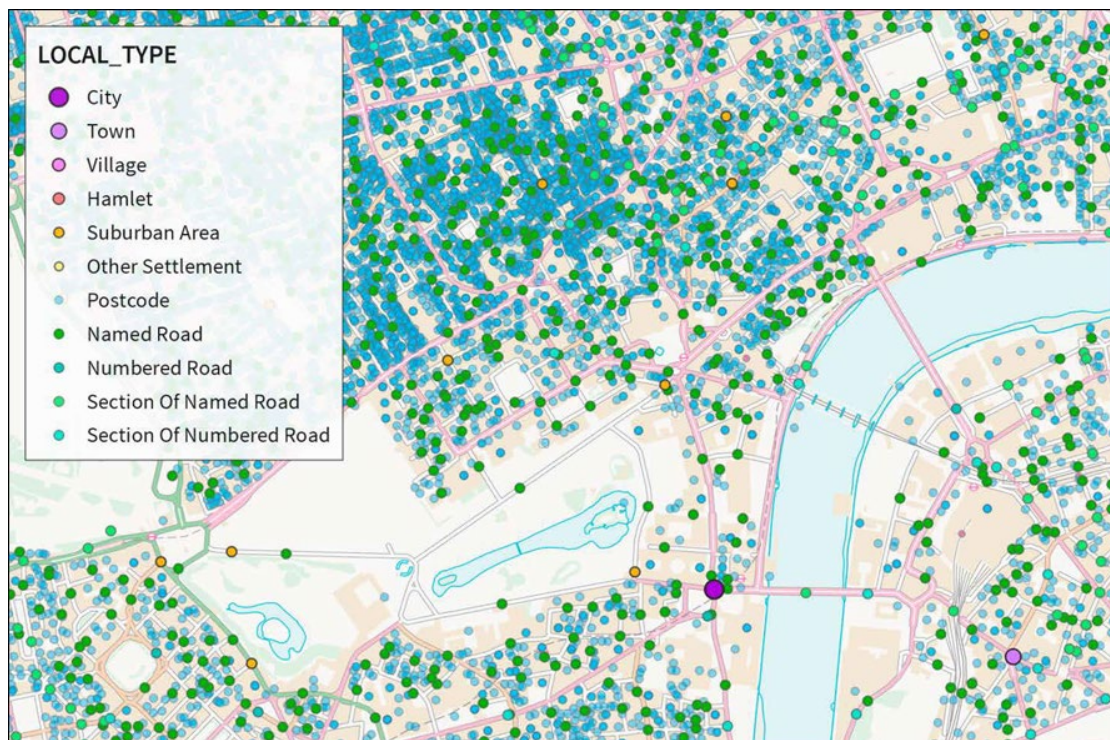 LOCAL_TYPE
City
Town
Village
Hamlet
Suburban Area
Other Settlement
Postcode
Named Road
Numbered Road
Section Of Named Road
Section Of Numbered Road